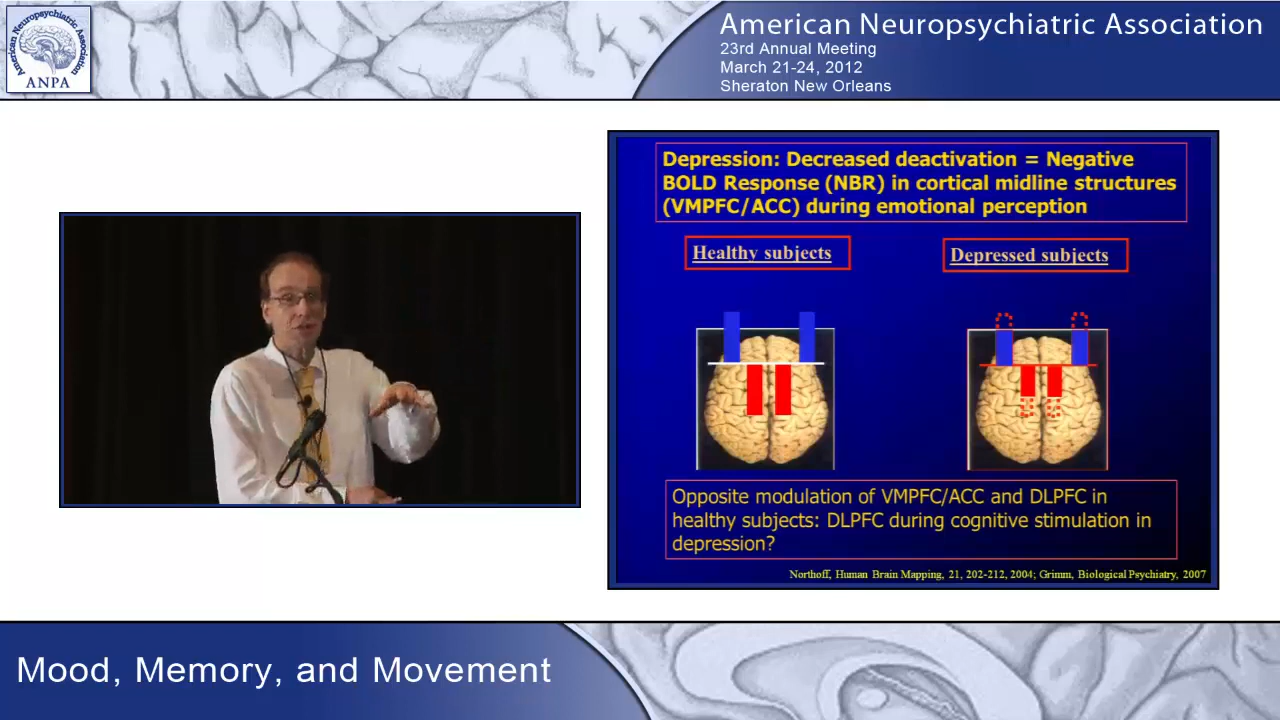 American Neuropsychiatric Association
ANPA
American Neuropsychiatric Association
23rd Annual Meeting
March 21-24, 2012
Sheraton New Orleans
Depression: Decreased deactivation = Negative
BOLD Response (NBR) in cortical midline structures
(VMPFC/ACC) during emotional perception
Healthy subjects
Depressed subjects
Opposite modulation of VMPFC/ACC and DLPFC in
healthy subjects: DLPFC during cognitive stimulation in
depression?
Northoff, Human Brain Mapping, 21, 202-212, 2004; Grimm, Biological Psychiatry, 2007
Mood, Memory, and Movement